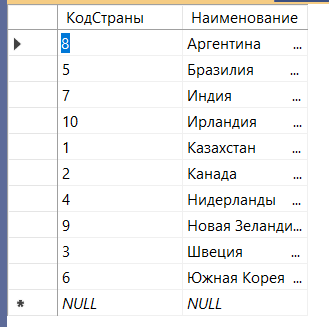 КодСтраны Наименование
8 Аргентина ...
5 Бразилия ...
7 Индия ...
10 Ирландия ...
1 Казахстан ...
2 Канада ...
4 Нидерланды ...
9 Новая Зеланди...
3 Швеция ...
6 Южная Корея ...
NULL NULL